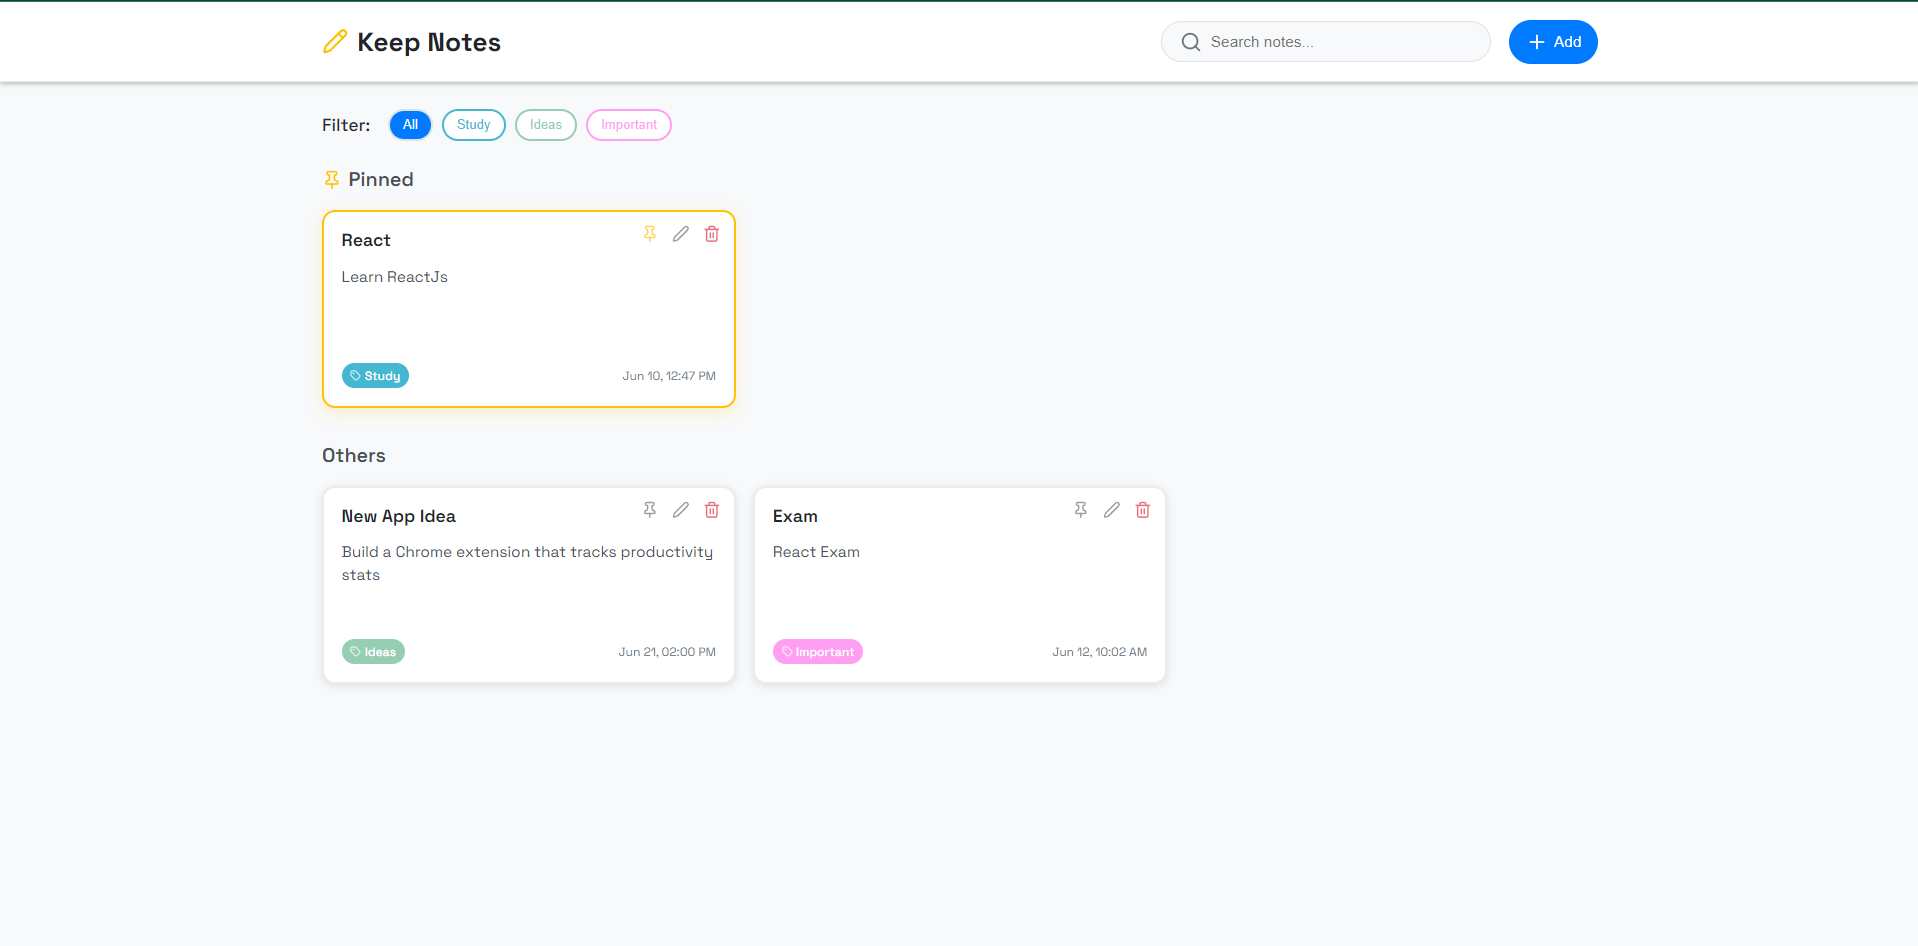 Keep Notes
Search notes...
Add
Filter:
All
Study
Ideas
Important
Pinned
React
Learn ReactJs
Study
Jun 10, 12:47 PM
Others
New App Idea
Build a Chrome extension that tracks productivity
stats
Ideas
Jun 21, 02:00 PM
Exam
React Exam
Important
Jun 12, 10:02 AM